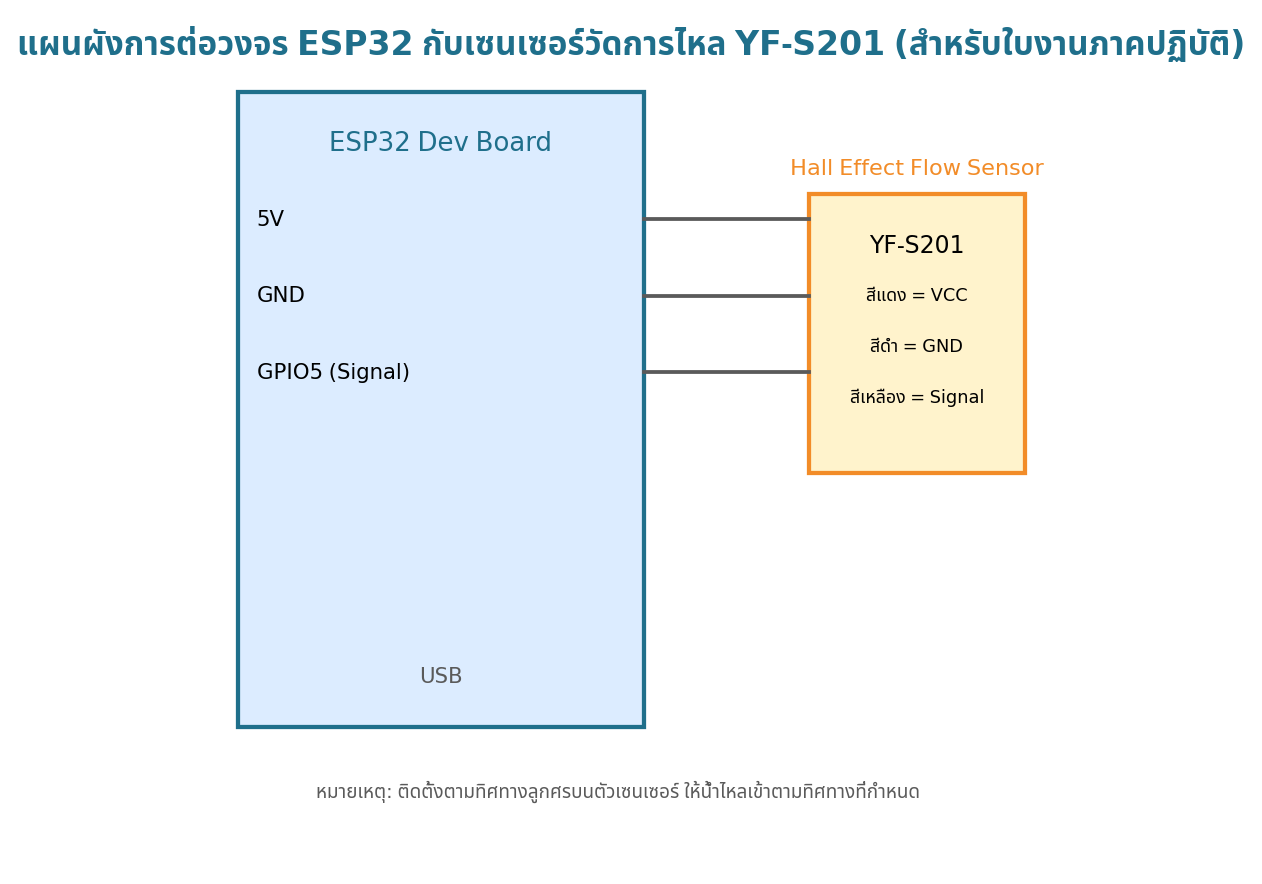 แผนผังการต่อวงจร ESP32 กับเซนเซอร์วัดการไหล YF-S201 (สำหรับใบงานภาคปฏิบัติ)
ESP32 Dev Board
Hall Effect Flow Sensor
5V
YF-S201
GND
สีแดง = VCC
สีดำ = GND
GPIO5 (Signal)
สีเหลือง = Signal
USB
หมายเหตุ: ติดตั้งตามทิศทางลูกศรบนตัวเซนเซอร์ ให้น้ำไหลเข้าตามทิศทางที่กำหนด